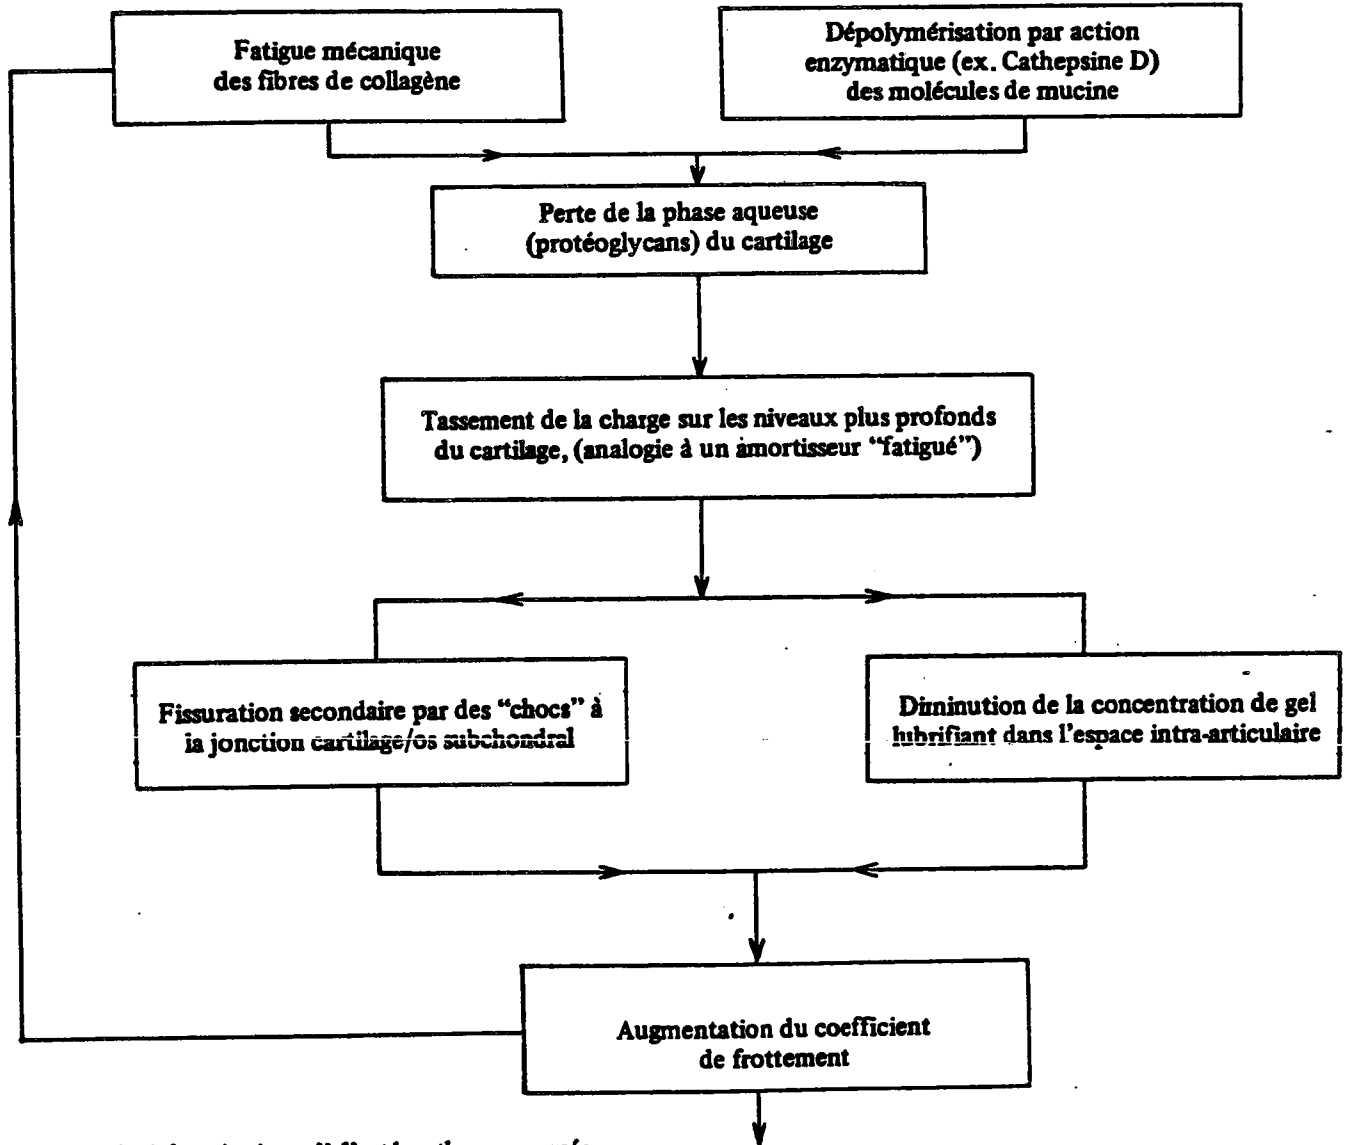 Fatigue mécanique
des fibres de collagène
Dépolymérisation par action
enzymatique (ex. Cathepsine D)
des molécules de mucine
Perte de la phase aqueuse
(protéoglycans) du cartilage
Tassement de la charge sur les niveaux plus profonds
du cartilage, (analogie à un amortisseur “fatigué”)
Fissuration secondaire par des “chocs” à
la jonction cartilage/os subchondral
Diminution de la concentration de gel
lubrifiant dans l’espace intra-articulaire
Augmentation du coefficient
de frottement